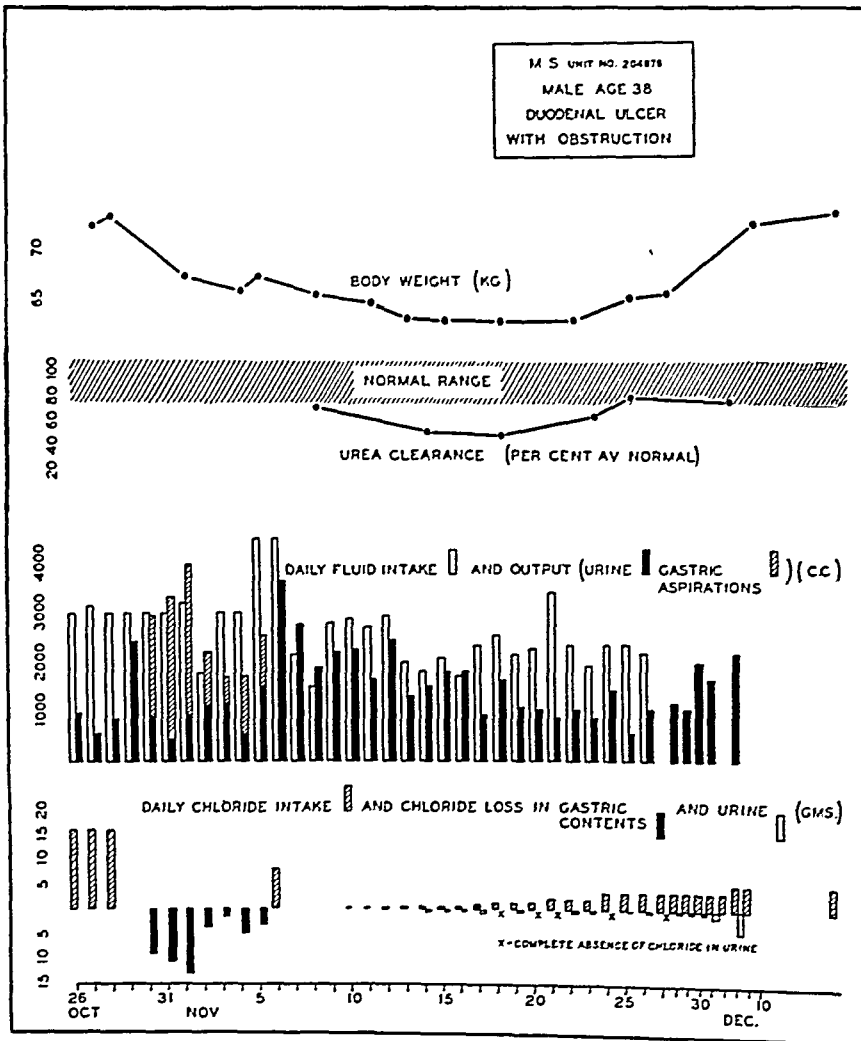 M S UNIT NO. 204878
MALE AGE 38
DUODENAL ULCER
WITH OBSTRUCTION
70
65
BODY WEIGHT (KG)
100
80
60
40
20
NORMAL RANGE
UREA CLEARANCE (PER CENT AV NORMAL)
4000
3000
2000
1000
DAILY FLUID INTAKE AND OUTPUT (URINE GASTRIC ASPIRATIONS) (C.C)
20
15
10
5
5
10
15
DAILY CHLORIDE INTAKE AND CHLORIDE LOSS IN GASTRIC CONTENTS AND URINE (GMS.)
X=COMPLETE ABSENCE OF CHLORIDE IN URINE
26 31 5 10 15 20 25 30 10
OCT NOV DEC.